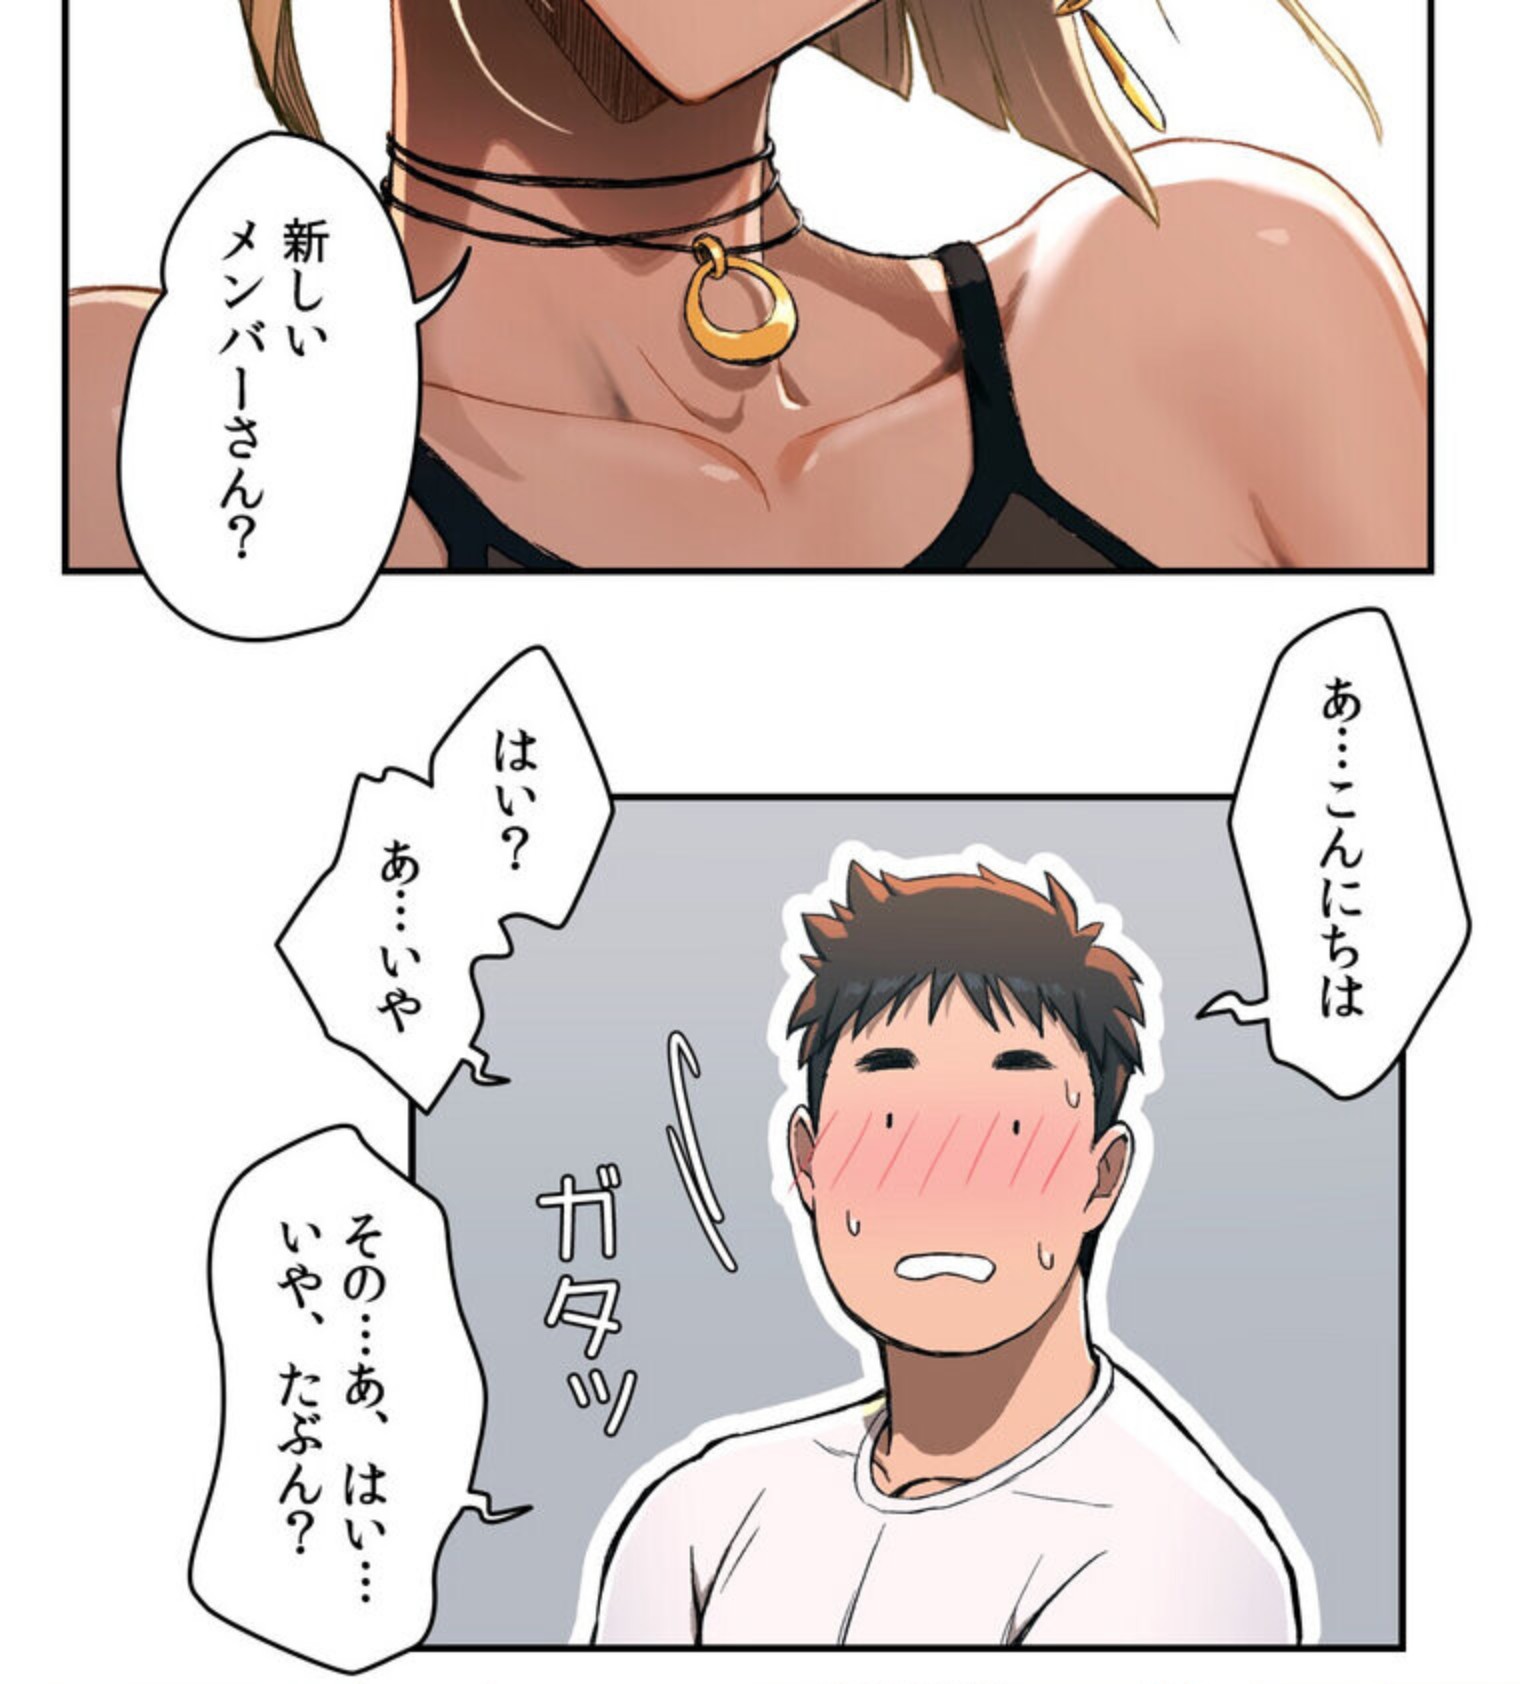 新しい
メンバーさん？
あ…こんにちは
はい？
あ…いや
ガタッ
その…あ、はい…
いや、たぶん？